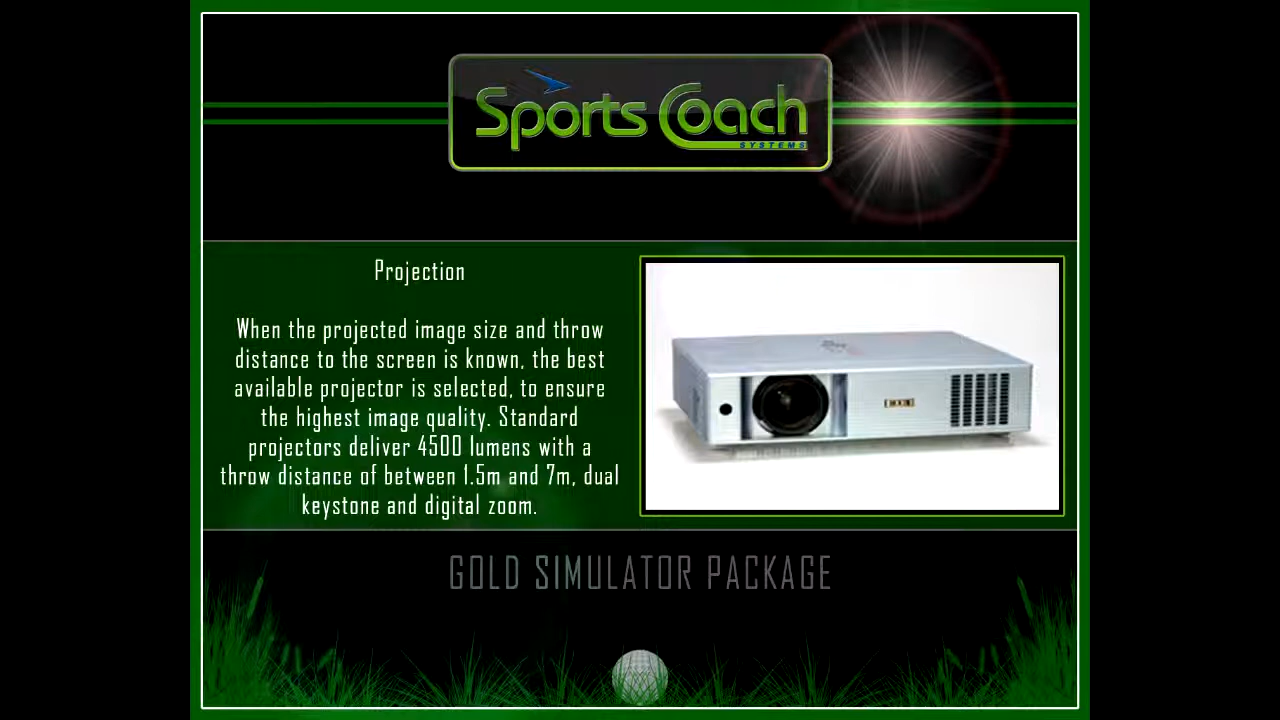 Sports Coach
SYSTEMS
Projection
When the projected image size and throw
distance to the screen is known, the best
available projector is selected, to ensure
the highest image quality. Standard
projectors deliver 4500 lumens with a
throw distance of between 1.5m and 7m, dual
keystone and digital zoom.
GOLD SIMULATOR PACKAGE